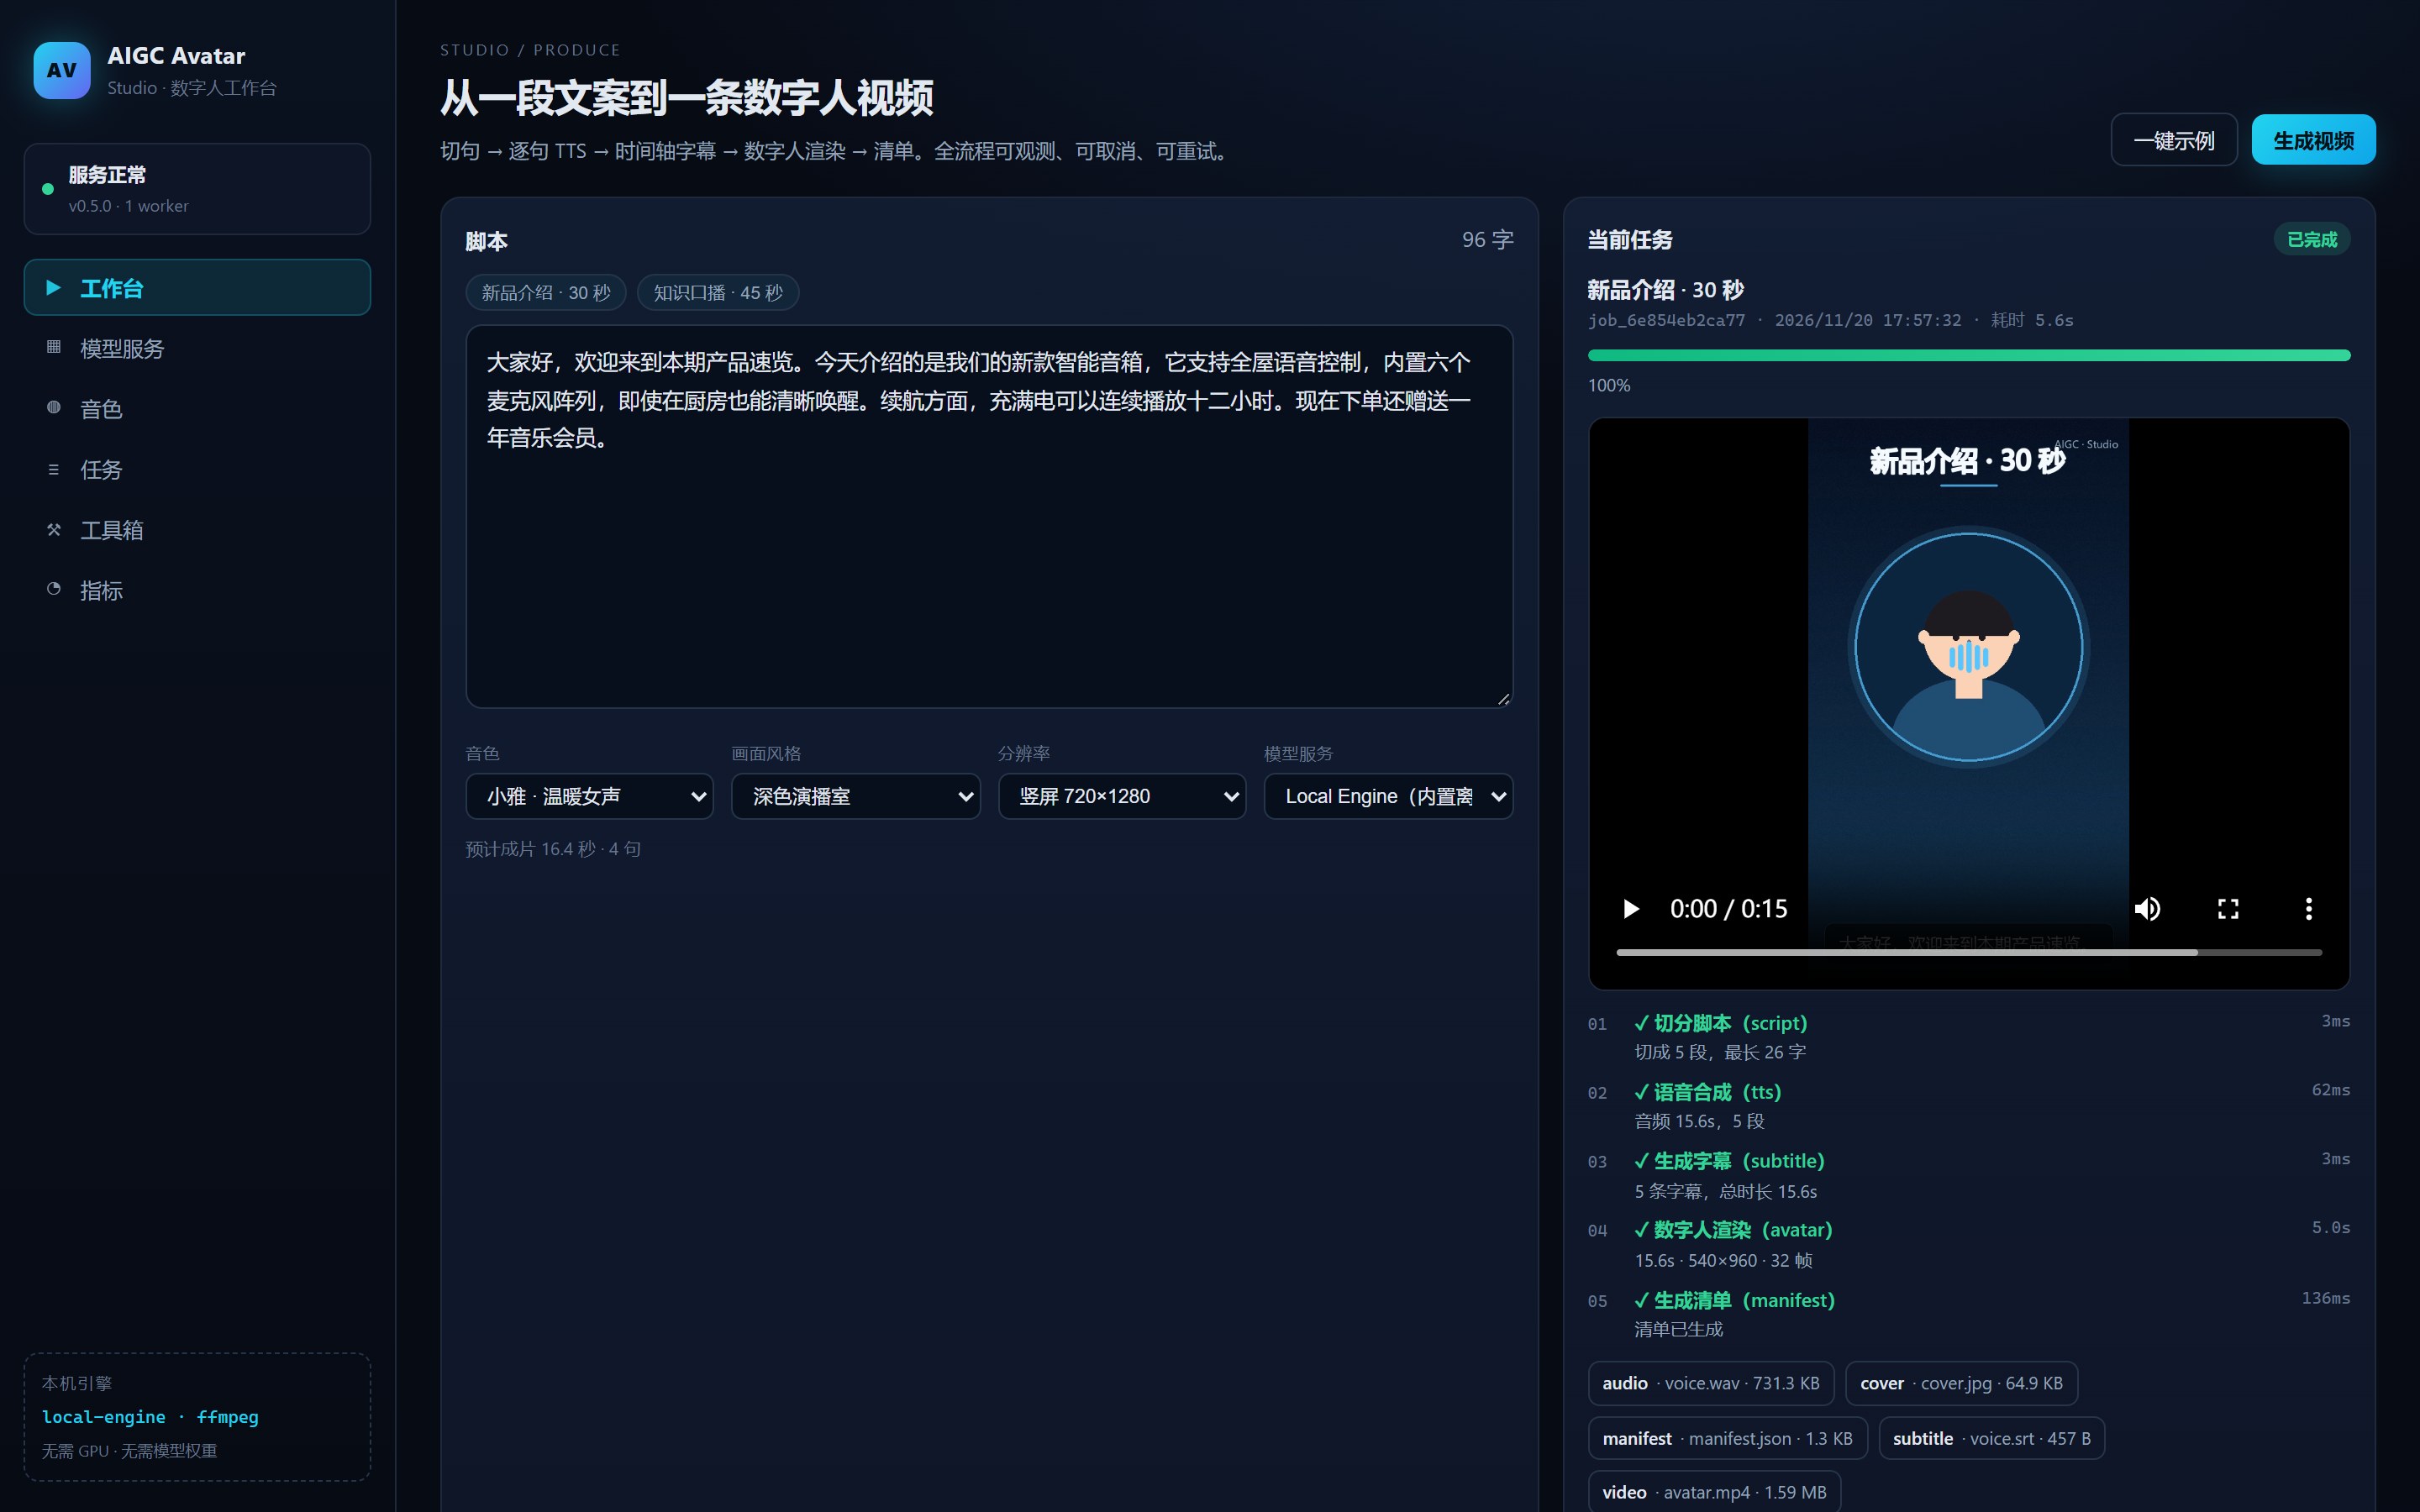 AV
AIGC Avatar
Studio · 数字人工作台
服务正常
v0.5.0 · 1 worker
工作台
模型服务
音色
任务
工具箱
指标
本机引擎
local-engine · ffmpeg
无需 GPU · 无需模型权重
STUDIO / PRODUCE
从一段文案到一条数字人视频
切句 → 逐句 TTS → 时间轴字幕 → 数字人渲染 → 清单。全流程可观测、可取消、可重试。
一键示例
生成视频
脚本
96 字
新品介绍 · 30 秒
知识口播 · 45 秒
大家好，欢迎来到本期产品速览。今天介绍的是我们的新款智能音箱，它支持全屋语音控制，内置六个
麦克风阵列，即使在厨房也能清晰唤醒。续航方面，充满电可以连续播放十二小时。现在下单还赠送一
年音乐会员。
音色
画面风格
分辨率
模型服务
小雅 · 温暖女声
深色演播室
竖屏 720×1280
Local Engine（内置离
预计成片 16.4 秒 · 4 句
当前任务
已完成
新品介绍 · 30 秒
job_6e854eb2ca77 · 2026/11/20 17:57:32 · 耗时 5.6s
100%
AIGC · Studio
新品介绍 · 30 秒
0:00 / 0:15
大家好，欢迎来到本期产品速览。
01 ✓ 切分脚本（script） 3ms
切成 5 段，最长 26 字
02 ✓ 语音合成（tts） 62ms
音频 15.6s，5 段
03 ✓ 生成字幕（subtitle） 3ms
5 条字幕，总时长 15.6s
04 ✓ 数字人渲染（avatar） 5.0s
15.6s · 540×960 · 32 帧
05 ✓ 生成清单（manifest） 136ms
清单已生成
audio · voice.wav · 731.3 KB
cover · cover.jpg · 64.9 KB
manifest · manifest.json · 1.3 KB
subtitle · voice.srt · 457 B
video · avatar.mp4 · 1.59 MB